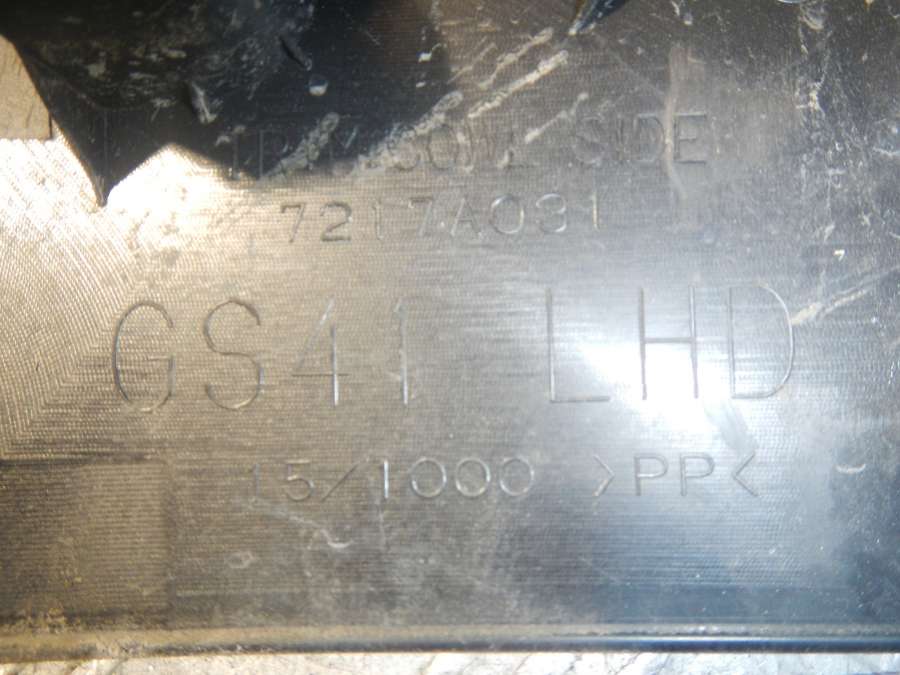 COWL SIDE
7217A031
GS41 LHD
15/1000 >PP<